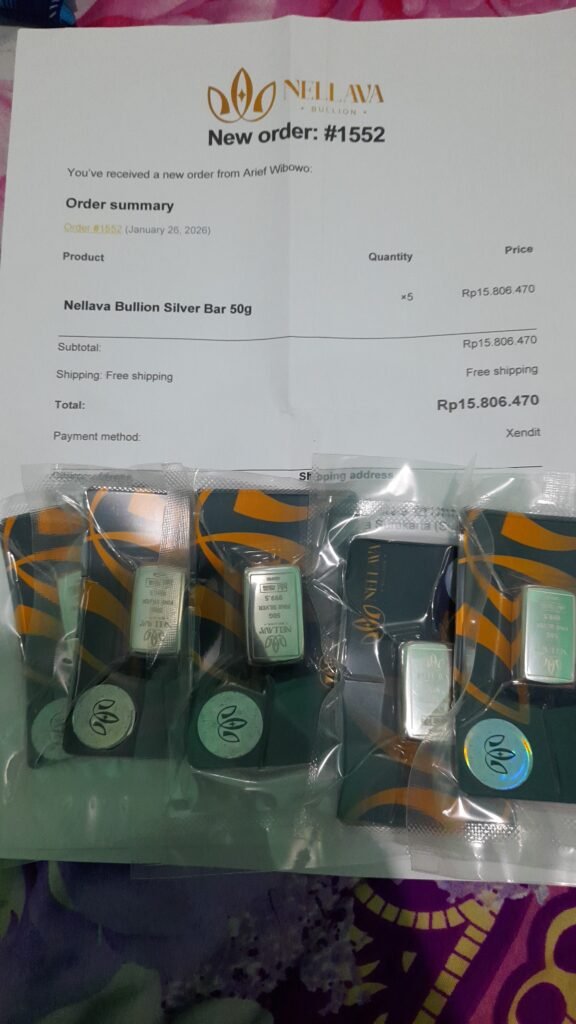 NELLAVA
• BULLION •
New order: #1552
You've received a new order from Arief Wibowo:
Order summary
Order #1552 (January 26, 2026)
Product Quantity Price
Nellava Bullion Silver Bar 50g ×5 Rp15.806.470
Subtotal: Rp15.806.470
Shipping: Free shipping Free shipping
Total: Rp15.806.470
Payment method: Xendit
Shipping address
NELLAVA
NELLAVA
50G
FINE SILVER
999.5